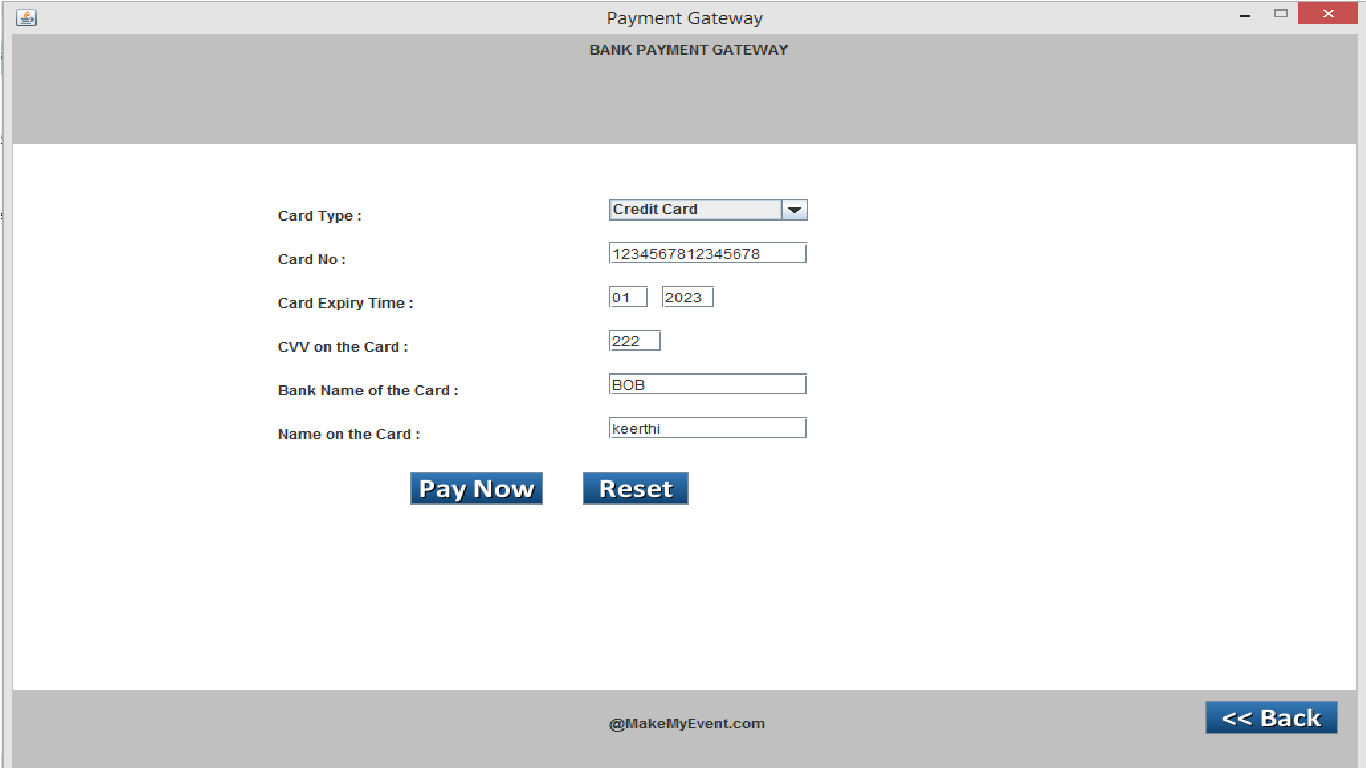 Payment Gateway
BANK PAYMENT GATEWAY
Card Type : Credit Card
Card No : 1234567812345678
Card Expiry Time : 01 2023
CVV on the Card : 222
Bank Name of the Card : BOB
Name on the Card : keerthi
Pay Now Reset
@MakeMyEvent.com
<< Back